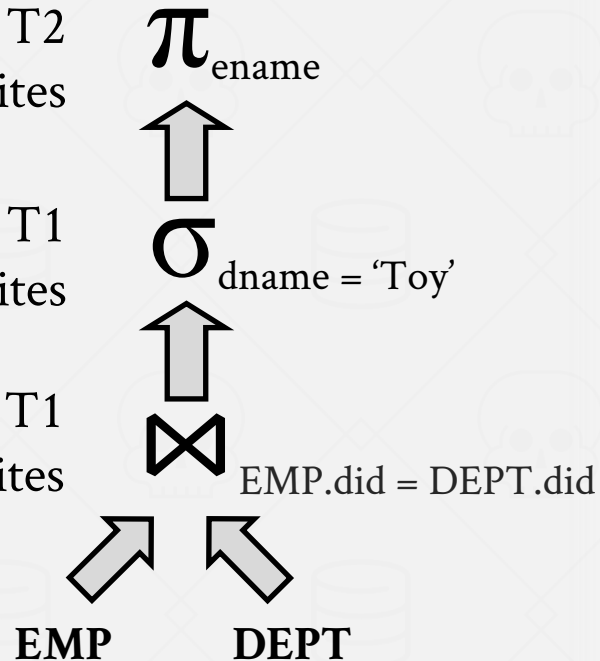 T2
π ename
ites
T1
σ dname = ‘Toy’
ites
T1
⋈ EMP.did = DEPT.did
ites
EMP DEPT